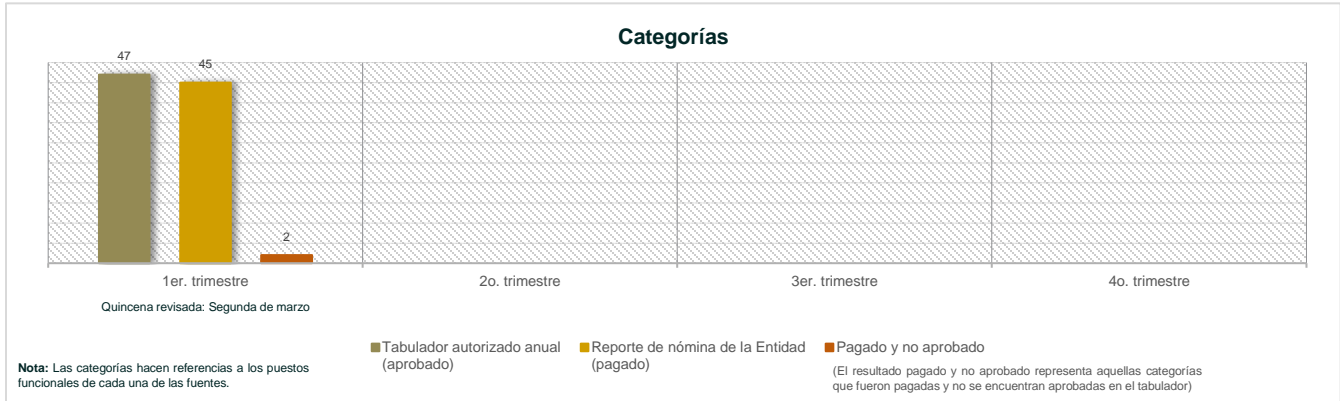 Categorías
47
45
2
1er. trimestre
2o. trimestre
3er. trimestre
4o. trimestre
Quincena revisada: Segunda de marzo
Tabulador autorizado anual
(aprobado)
Reporte de nómina de la Entidad
(pagado)
Pagado y no aprobado
(El resultado pagado y no aprobado representa aquellas categorías
que fueron pagadas y no se encuentran aprobadas en el tabulador)
Nota: Las categorías hacen referencias a los puestos
funcionales de cada una de las fuentes.